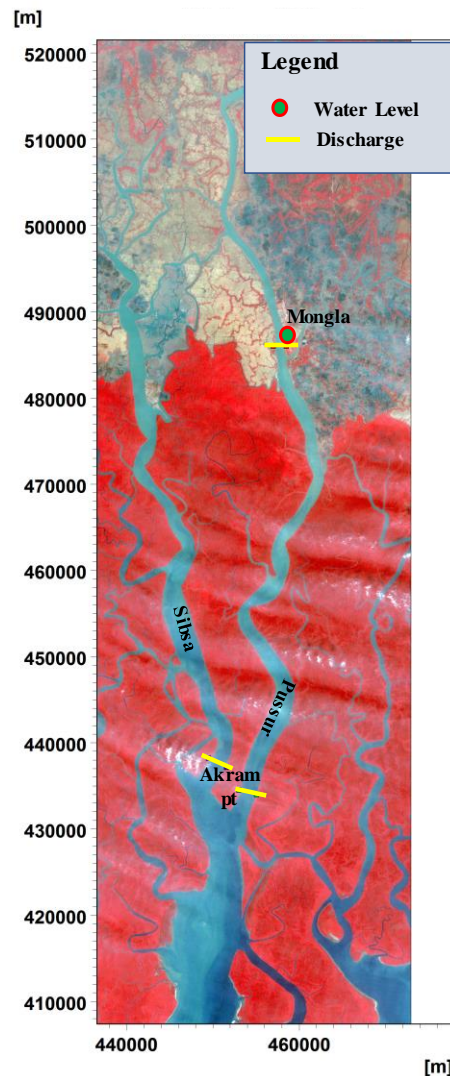 [m]
520000
Legend
Water Level
510000
Discharge
500000
490000
Mongla
480000
470000
460000
Sibsa
450000
Pussur
440000
Akram
pt
430000
420000
410000
440000
460000
[m]